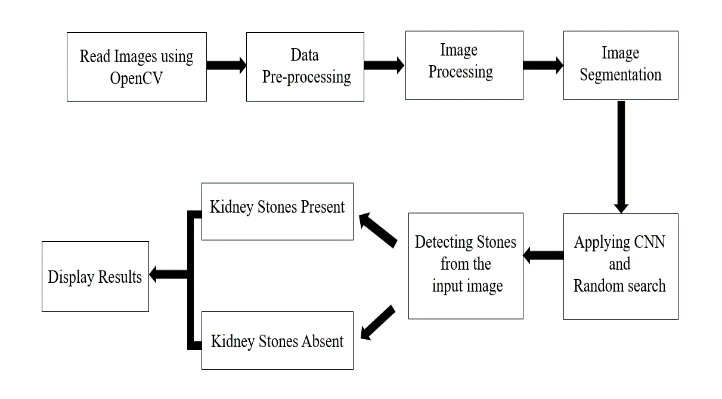 Read Images using
OpenCV
Data
Pre-processing
Image
Processing
Image
Segmentation
Applying CNN
and
Random search
Detecting Stones
from the
input image
Kidney Stones Present
Kidney Stones Absent
Display Results